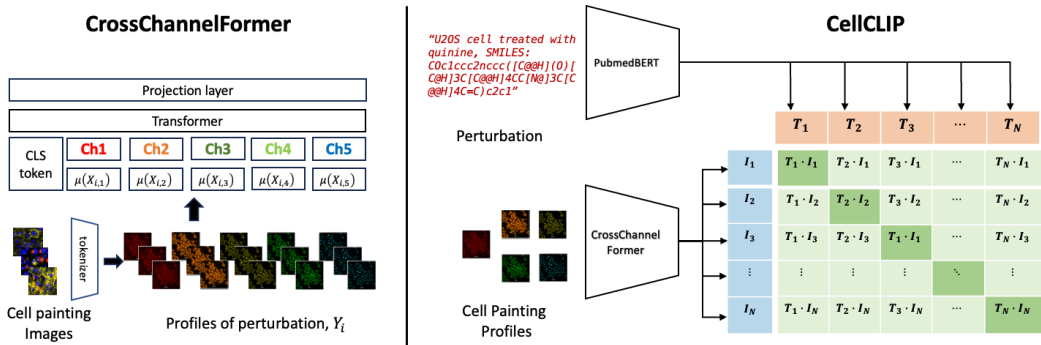 CrossChannelFormer
Projection layer
Transformer
CLS
token
Ch1 Ch2 Ch3 Ch4 Ch5
μ(X_{i,1}) μ(X_{i,2}) μ(X_{i,3}) μ(X_{i,4}) μ(X_{i,5})
tokenizer
Cell painting
Images
Profiles of perturbation, Y_i
CellCLIP
“U2OS cell treated with
quinine, SMILES:
COc1ccc2nccc([C@@H](O)[
C@H]3C[C@@H]4CC[N@]3C[C
@@H]4C=C)c2c1”
Perturbation
PubmedBERT
Cell Painting
Profiles
CrossChannel
Former
T_1 T_2 T_3 ⋯ T_N
I_1 T_1 · I_1 T_2 · I_1 T_3 · I_1 ⋯ T_N · I_1
I_2 T_1 · I_2 T_2 · I_2 T_3 · I_2 ⋯ T_N · I_2
I_3 T_1 · I_3 T_2 · I_3 T_1 · I_1 ⋯ T_N · I_3
⋮ ⋮ ⋮ ⋮ ⋱ ⋮
I_N T_1 · I_N T_2 · I_N T_3 · I_N ⋯ T_N · I_N